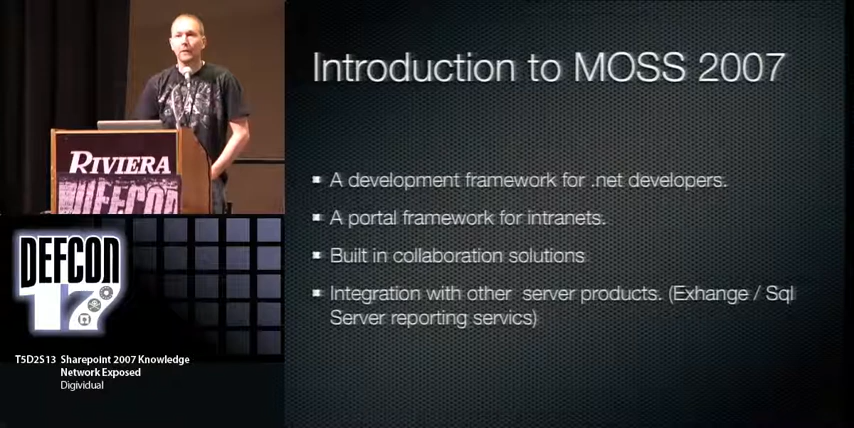 RIVIERA
DEFCON
DEFCON
17
T5D2S13 Sharepoint 2007 Knowledge
Network Exposed
Digividual
Introduction to MOSS 2007
A development framework for .net developers.
A portal framework for intranets.
Built in collaboration solutions
Integration with other server products. (Exhange / Sql
Server reporting servics)